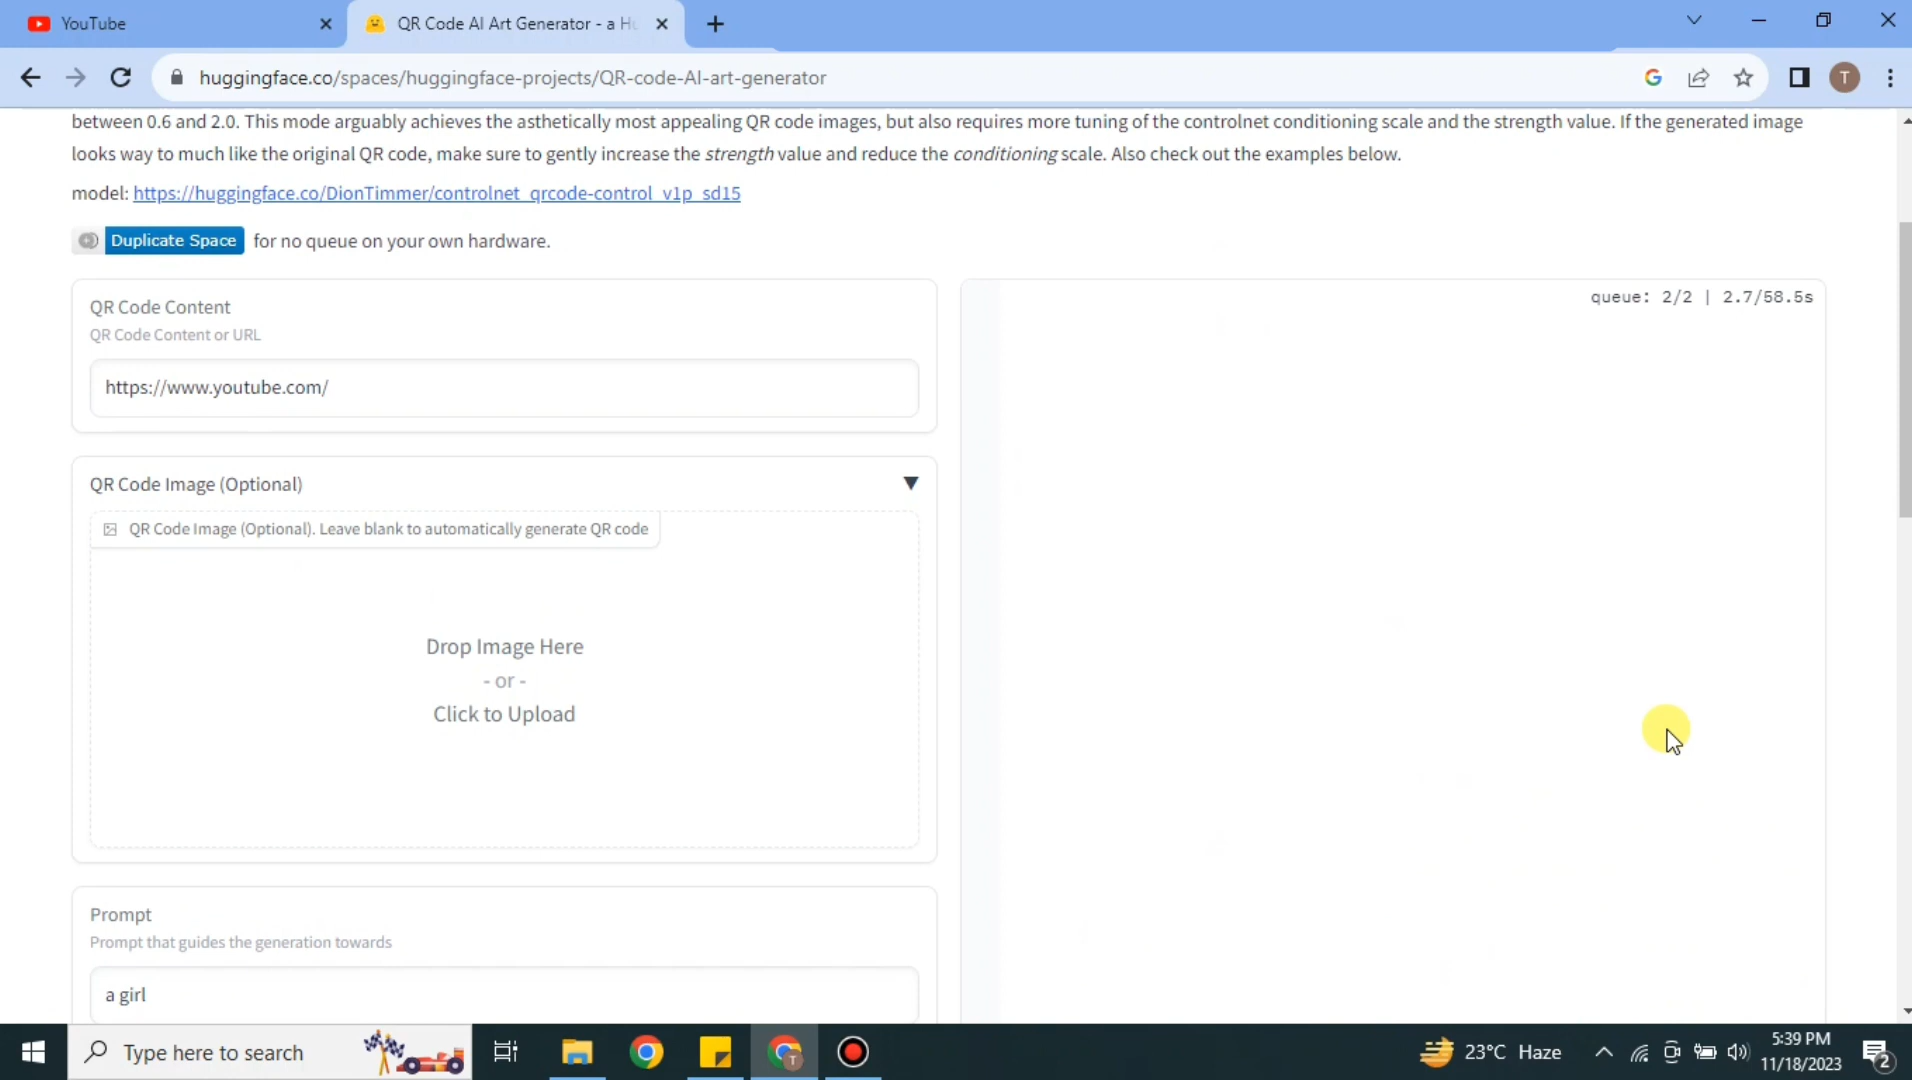 YouTube
QR Code AI Art Generator - a Hu
huggingface.co/spaces/huggingface-projects/QR-code-AI-art-generator
T
between 0.6 and 2.0. This mode arguably achieves the asthetically most appealing QR code images, but also requires more tuning of the controlnet conditioning scale and the strength value. If the generated image
looks way to much like the original QR code, make sure to gently increase the strength value and reduce the conditioning scale. Also check out the examples below.
model: https://huggingface.co/DionTimmer/controlnet_qrcode-control_v1p_sd15
Duplicate Space for no queue on your own hardware.
QR Code Content
QR Code Content or URL
https://www.youtube.com/
queue: 2/2 | 2.7/58.5s
QR Code Image (Optional)
QR Code Image (Optional). Leave blank to automatically generate QR code
Drop Image Here
- or -
Click to Upload
Prompt
Prompt that guides the generation towards
a girl
Type here to search
T
23°C Haze
5:39 PM
11/18/2023
2